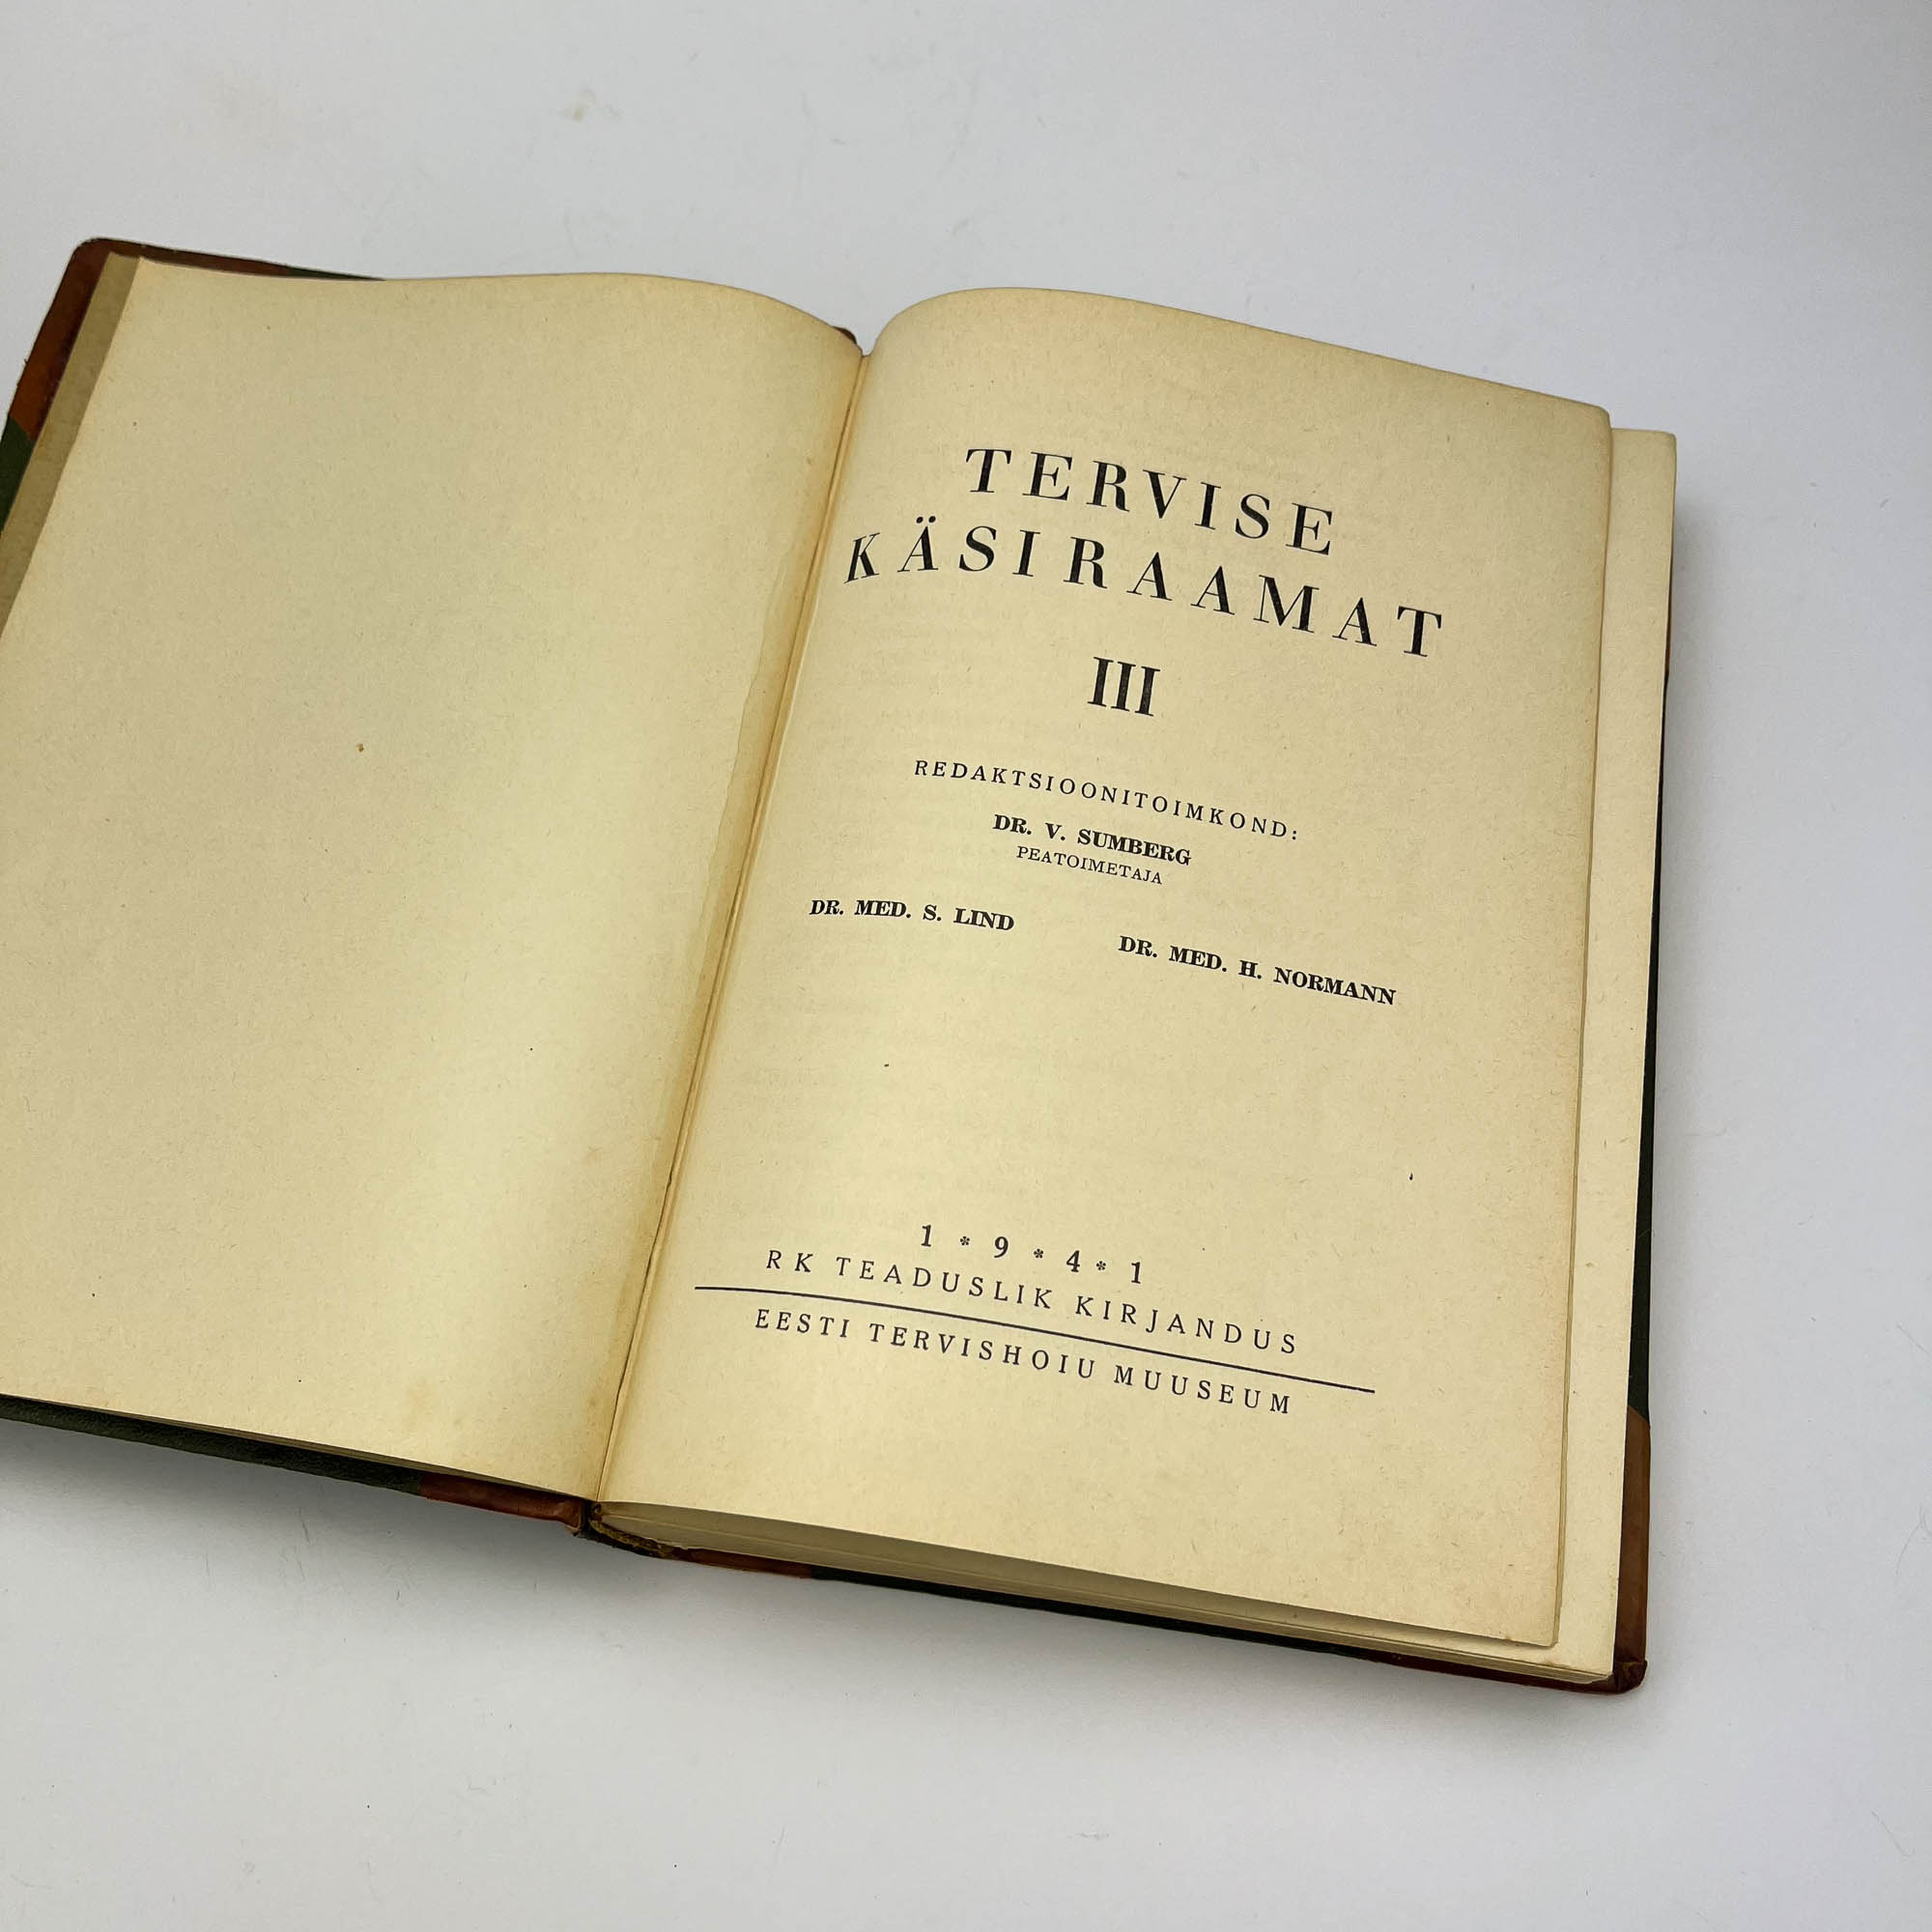 TERVISE
KÄSIRAAMAT
III
REDAKTSIOONITOIMKOND:
DR. V. SUMBERG
PEATOIMETAJA
DR. MED. S. LIND DR. MED. H. NORMANN
1 * 9 * 4 * 1
RK TEADUSLIK KIRJANDUS
EESTI TERVISHOIU MUUSEUM